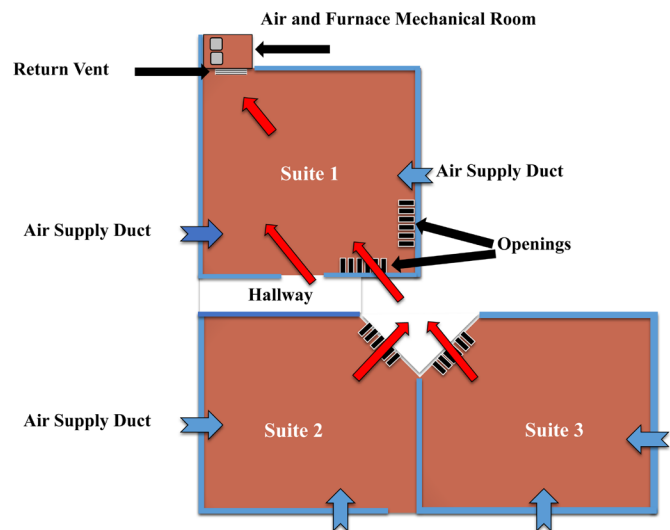 Air and Furnace Mechanical Room
Return Vent
Suite 1
Air Supply Duct
Air Supply Duct
Openings
Hallway
Air Supply Duct
Suite 2
Suite 3